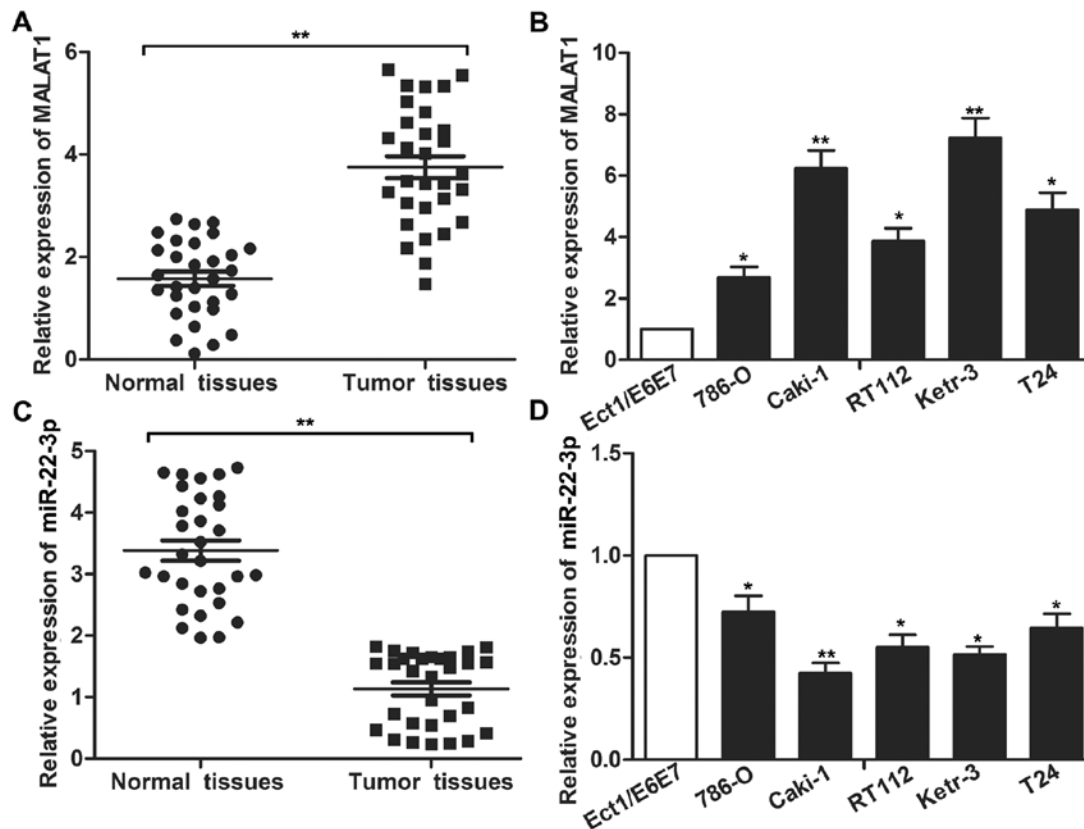 A
Relative expression of MALAT1
6
4
2
0
**
Normal tissues
Tumor tissues
B
Relative expression of MALAT1
10
8
6
4
2
0
*
**
*
**
*
Ect1/E6E7
786-O
Caki-1
RT112
Ketr-3
T24
C
Relative expression of miR-22-3p
5
4
3
2
1
0
**
Normal tissues
Tumor tissues
D
Relative expression of miR-22-3p
1.5
1.0
0.5
0.0
*
**
*
*
*
Ect1/E6E7
786-O
Caki-1
RT112
Ketr-3
T24